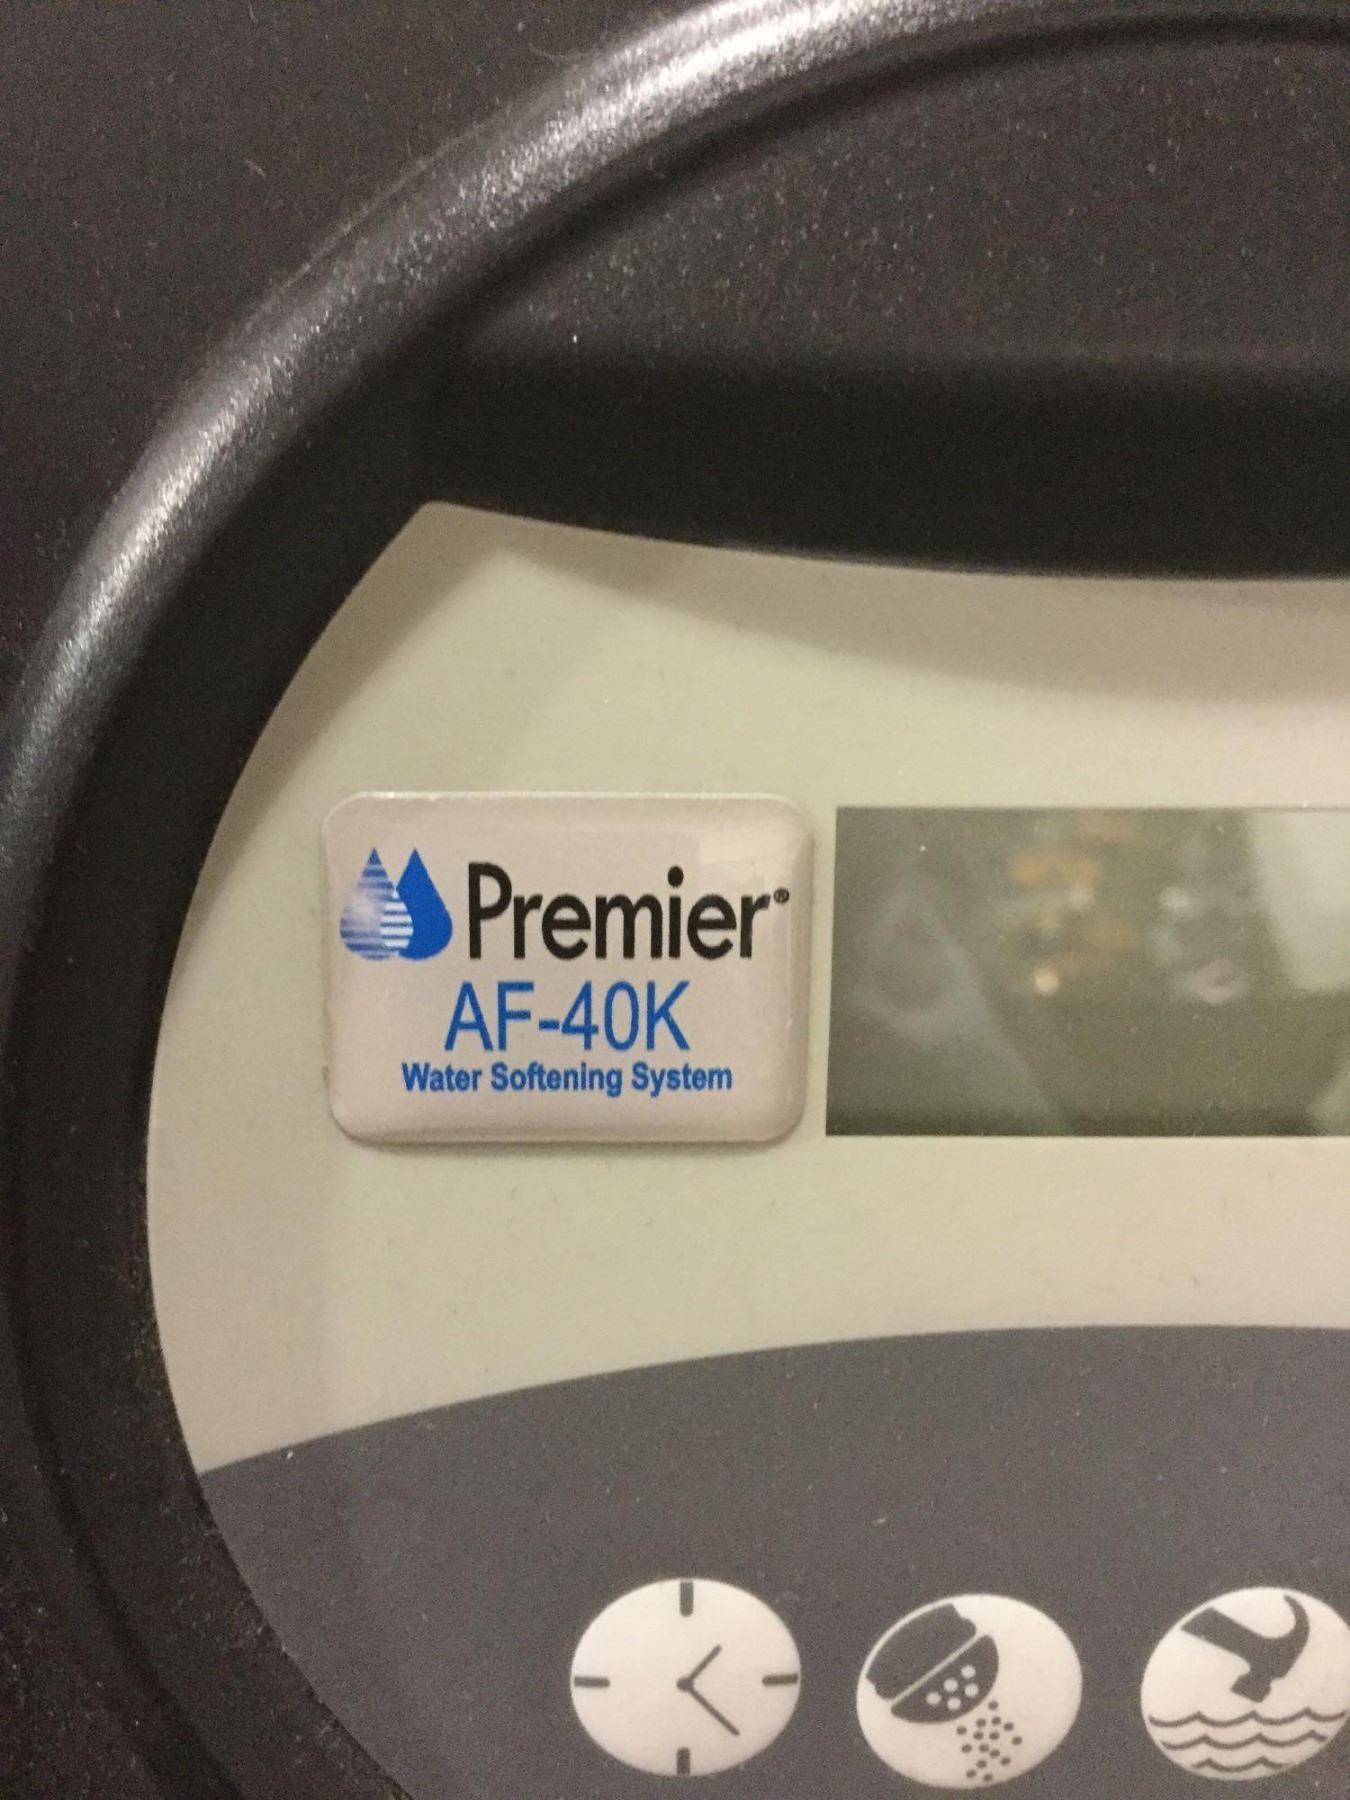 Premier®
AF-40K
Water Softening System